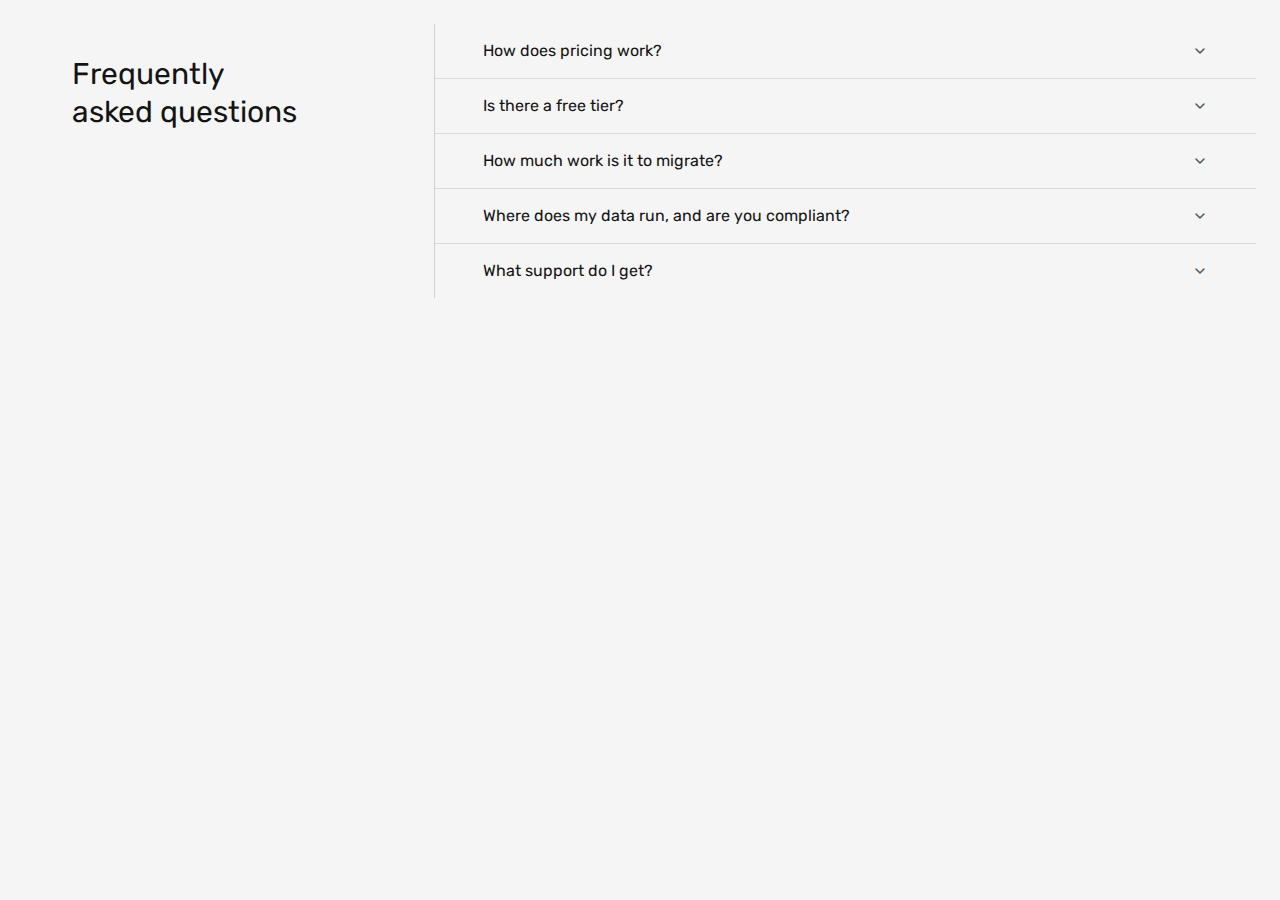 Frequently
asked questions
How does pricing work?
Is there a free tier?
How much work is it to migrate?
Where does my data run, and are you compliant?
What support do I get?